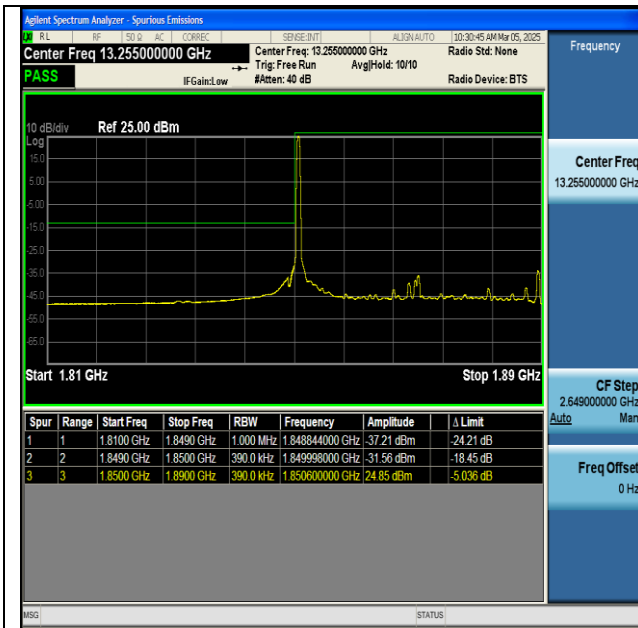 Agilent Spectrum Analyzer - Spurious Emissions
RL RF 50 Ω AC CORREC SENSE:INT ALIGN AUTO 10:30:45 AM Mar 05, 2025
Center Freq 13.255000000 GHz Center Freq: 13.255000000 GHz Radio Std: None Frequency
PASS Trig: Free Run Avg|Hold: 10/10
IFGain:Low #Atten: 40 dB Radio Device: BTS
10 dB/div Ref 25.00 dBm
Log
15.0
5.00
-5.00
-15.0
-25.0
-35.0
-45.0
-55.0
-65.0
Start 1.81 GHz Stop 1.89 GHz
Center Freq
13.255000000 GHz
CF Step
2.649000000 GHz
Auto Man
Freq Offset
0 Hz
Spur Range Start Freq Stop Freq RBW Frequency Amplitude Δ Limit
1 1 1.8100 GHz 1.8490 GHz 1.000 MHz 1.848844000 GHz -37.21 dBm -24.21 dB
2 2 1.8490 GHz 1.8500 GHz 390.0 kHz 1.849998000 GHz -31.56 dBm -18.45 dB
3 3 1.8500 GHz 1.8900 GHz 390.0 kHz 1.850600000 GHz 24.85 dBm -5.036 dB
MSG STATUS